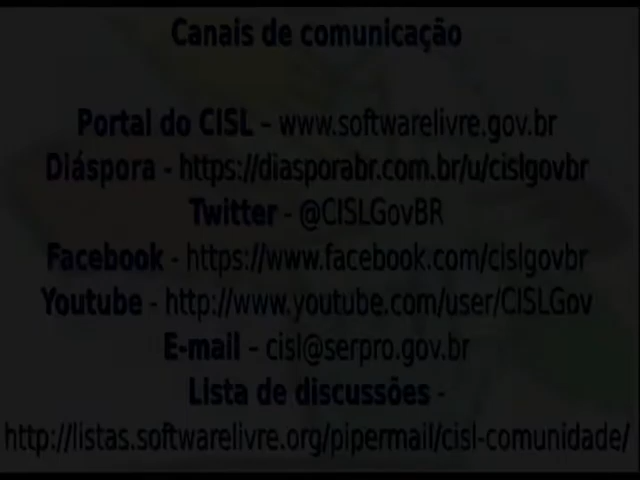 Canais de comunicação
Portal do CISL – www.softwarelivre.gov.br
Diáspora - https://diasporabr.com.br/u/cislgovbr
Twitter - @CISLGovBR
Facebook - https://www.facebook.com/cislgovbr
Youtube - http://www.youtube.com/user/CISLGov
E-mail – cisl@serpro.gov.br
Lista de discussões -
http://listas.softwarelivre.org/pipermail/cisl-comunidade/